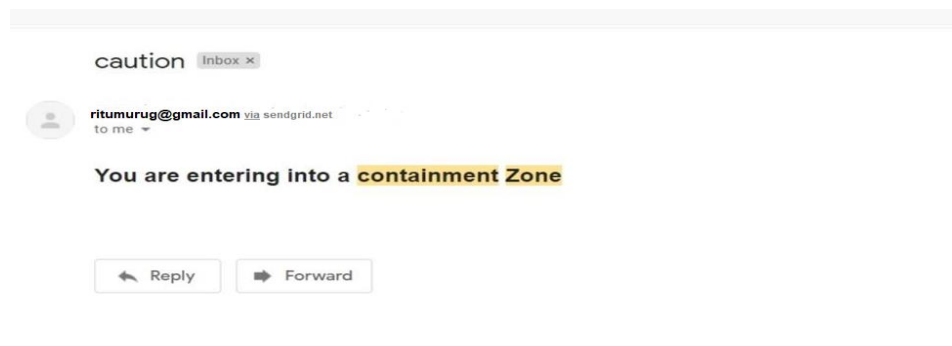 caution Inbox ×
ritumurug@gmail.com via sendgrid.net
to me
You are entering into a containment Zone
Reply Forward